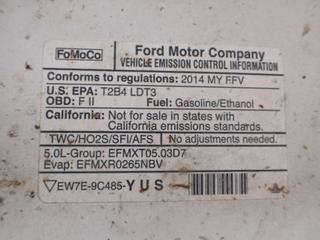 FoMoCo
Ford Motor Company
VEHICLE EMISSION CONTROL INFORMATION
Conforms to regulations: 2014 MY FFV
U.S. EPA: T2B4 LDT3
OBD: F II Fuel: Gasoline/Ethanol
California: Not for sale in states with
California emissions standards.
TWC/HO2S/SFI/AFS No adjustments needed.
5.0L-Group: EFMXT05.03D7
Evap: EFMXR0265NBV
EW7E-9C485-YUS